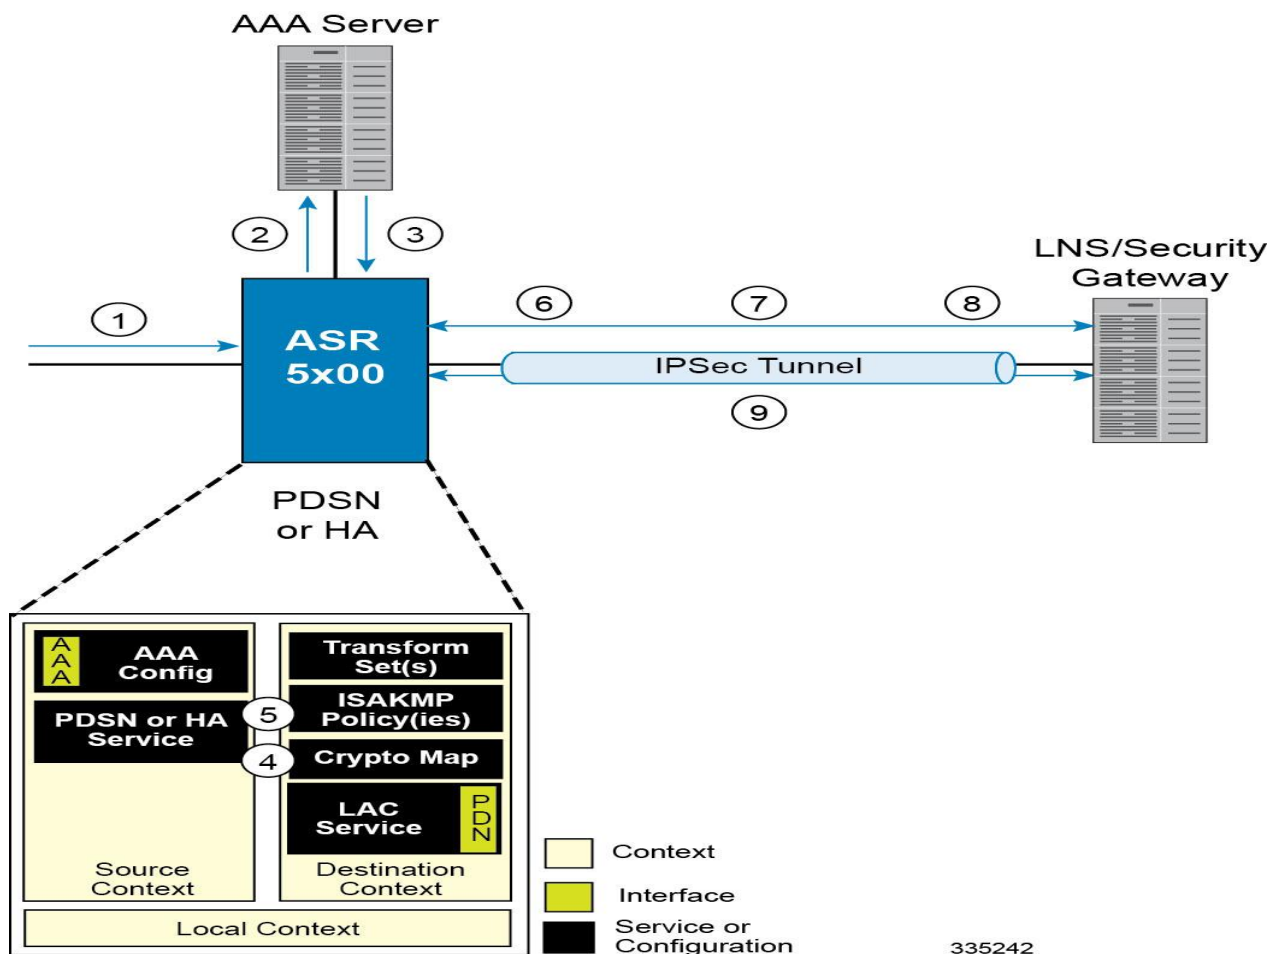 AAA Server
2
3
LNS/Security
Gateway
1
6
7
8
ASR
5x00
IPSec Tunnel
9
PDSN
or HA
AAA
AAA
Config
PDSN or HA
Service
5
4
Transform
Set(s)
ISAKMP
Policy(ies)
Crypto Map
LAC
Service
PDN
Source
Context
Destination
Context
Local Context
Context
Interface
Service or
Configuration
335242